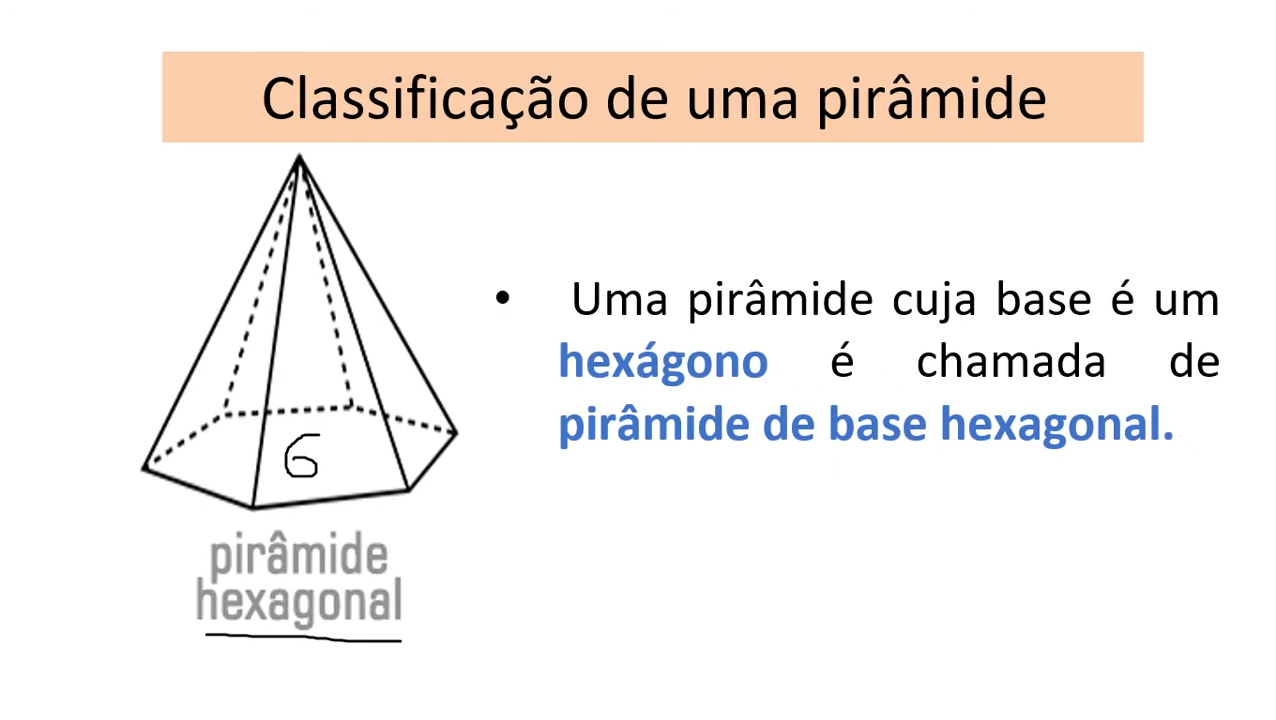 Classificação de uma pirâmide
• Uma pirâmide cuja base é um
hexágono é chamada de
pirâmide de base hexagonal.
6
pirâmide
hexagonal